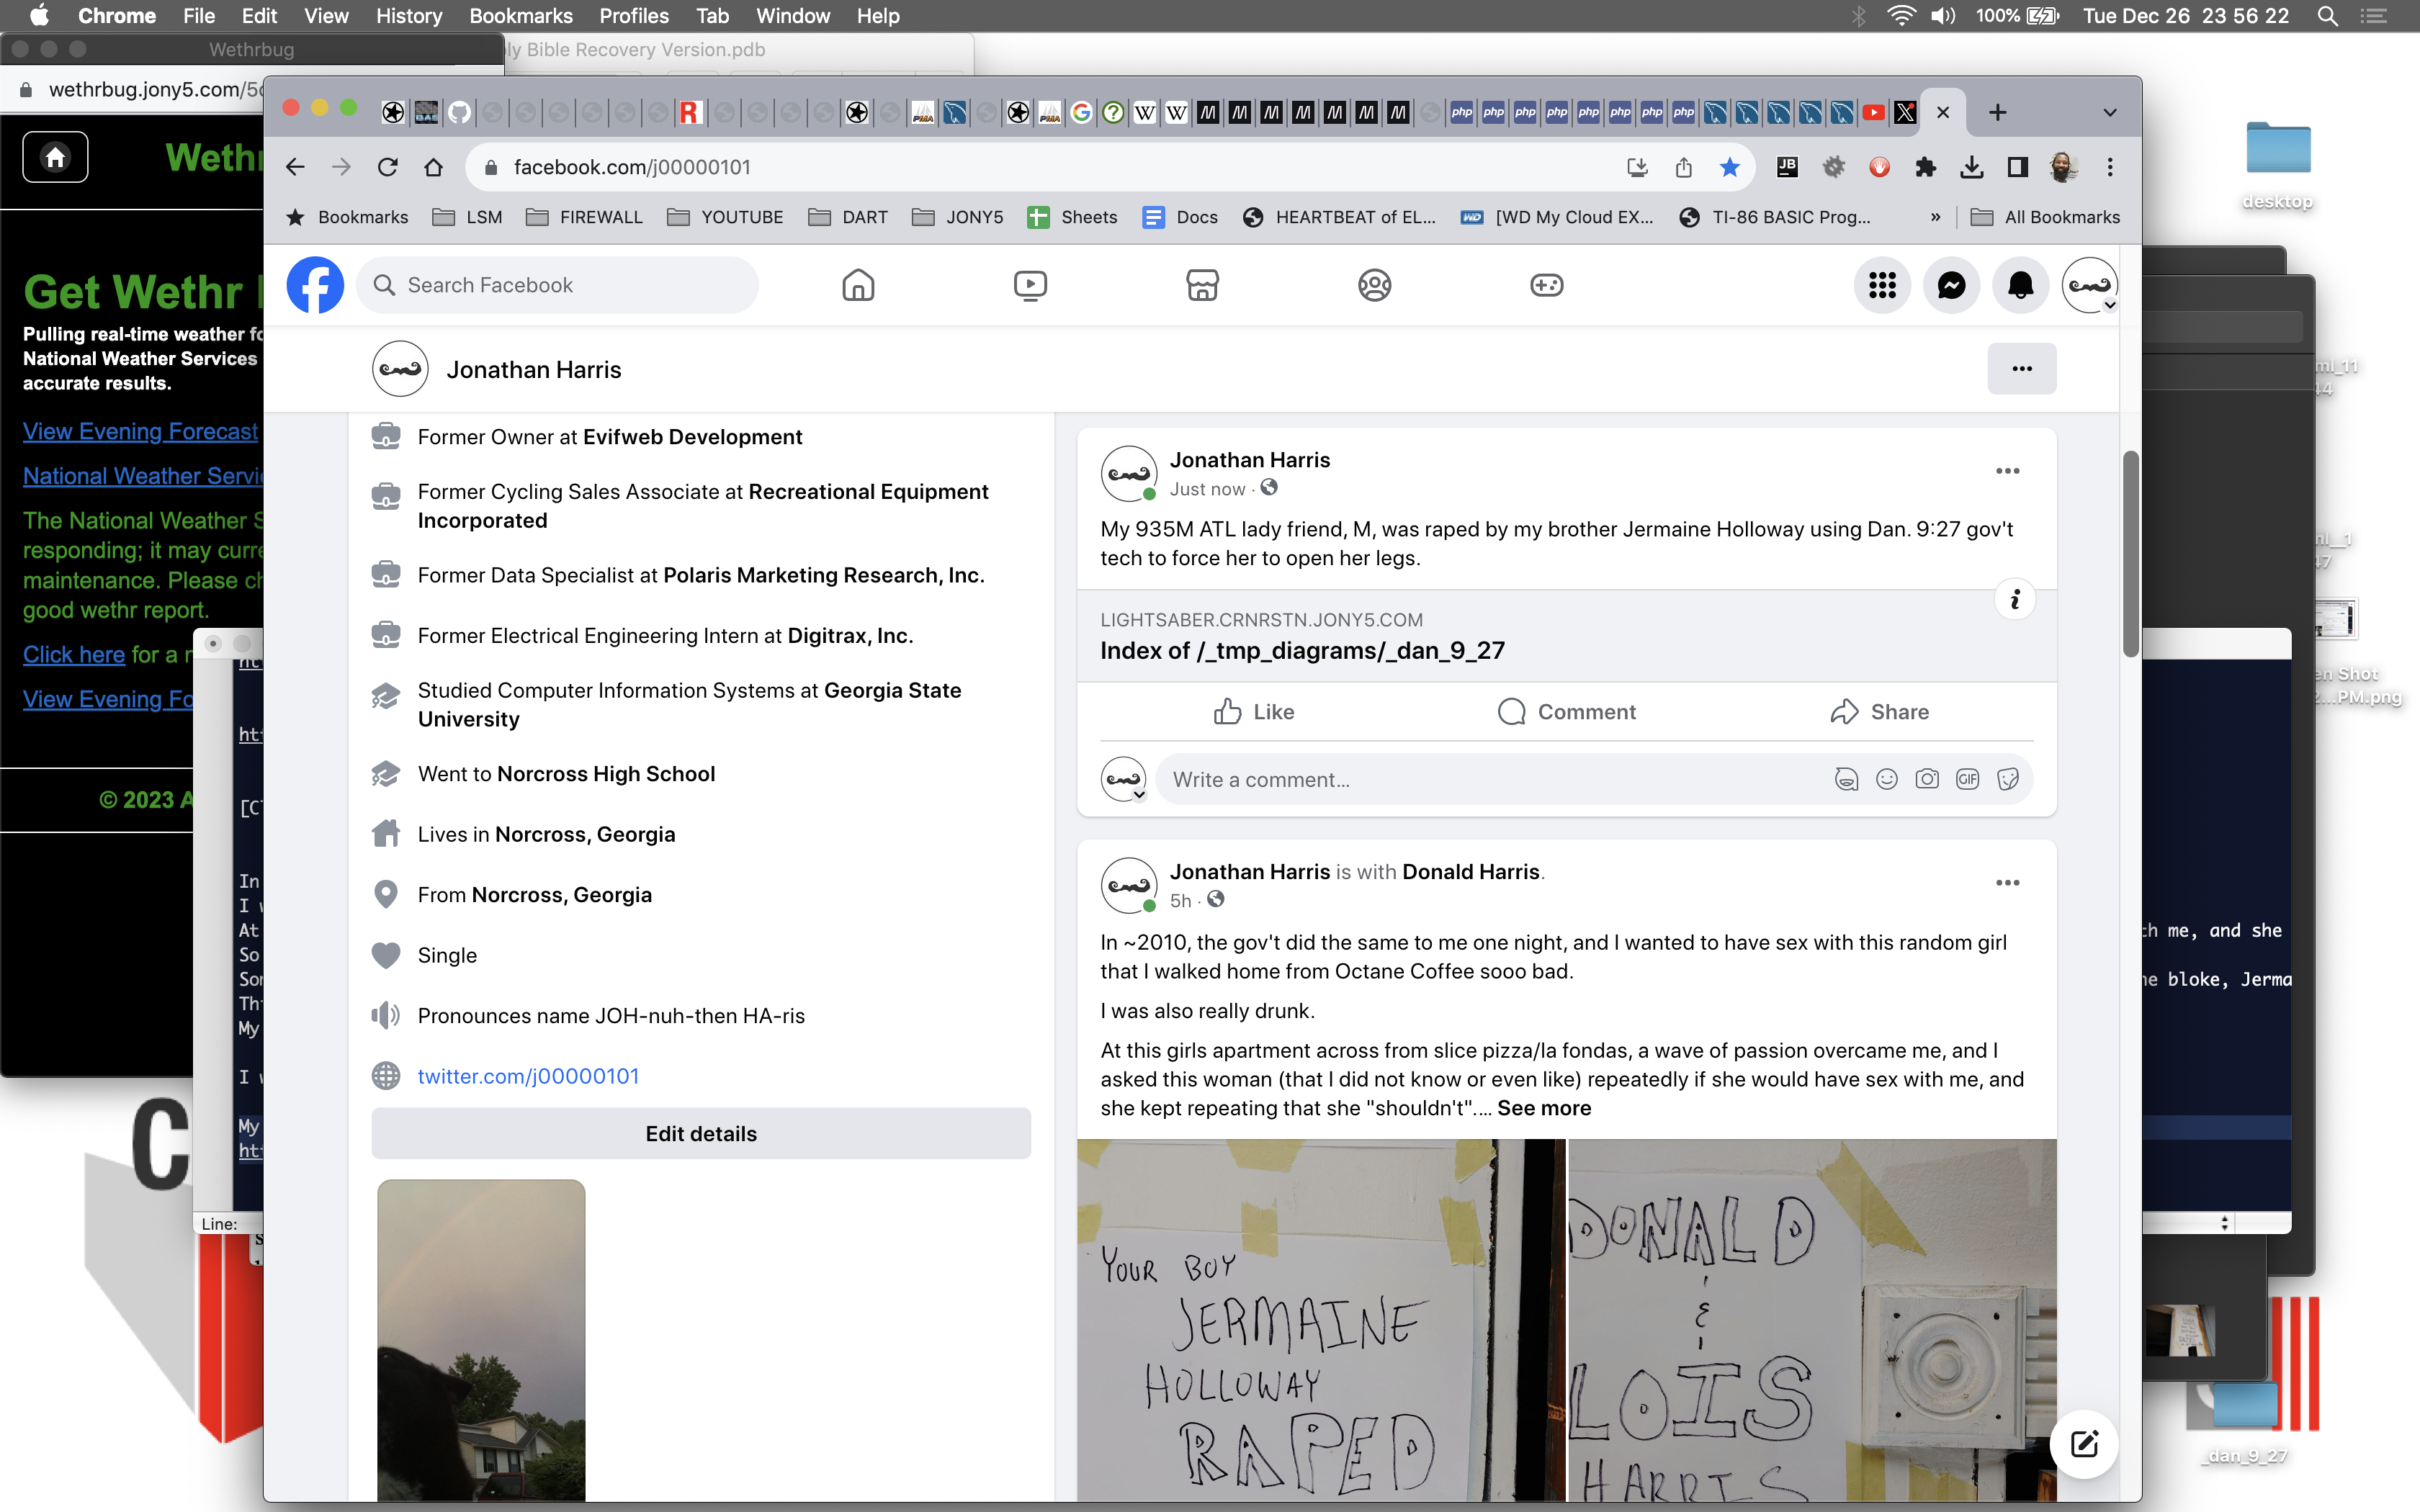 Chrome File Edit View History Bookmarks Profiles Tab Window Help 100% Tue Dec 26 23 56 22
Wethrbug
ly Bible Recovery Version.pdb
wethrbug.jony5.com/5
facebook.com/j00000101
Bookmarks LSM FIREWALL YOUTUBE DART JONY5 Sheets Docs HEARTBEAT of EL... [WD My Cloud EX... TI-86 BASIC Prog... » All Bookmarks
desktop
Search Facebook
Get Wethr
Pulling real-time weather
National Weather Services
accurate results.
View Evening Forecast
National Weather
The National Weather
responding; it may
maintenance. Please
good wethr report.
Click here for a
View Evening
© 2023
Jonathan Harris
Former Owner at Evifweb Development
Former Cycling Sales Associate at Recreational Equipment
Incorporated
Former Data Specialist at Polaris Marketing Research, Inc.
Former Electrical Engineering Intern at Digitrax, Inc.
Studied Computer Information Systems at Georgia State
University
Went to Norcross High School
Lives in Norcross, Georgia
From Norcross, Georgia
Single
Pronounces name JOH-nuh-then HA-ris
twitter.com/j00000101
Edit details
Jonathan Harris
Just now ·
My 935M ATL lady friend, M, was raped by my brother Jermaine Holloway using Dan. 9:27 gov't
tech to force her to open her legs.
LIGHTSABER.CRNRSTN.JONY5.COM
Index of /_tmp_diagrams/_dan_9_27
Like Comment Share
Write a comment...
GIF
Jonathan Harris is with Donald Harris.
5h ·
In ~2010, the gov't did the same to me one night, and I wanted to have sex with this random girl
that I walked home from Octane Coffee sooo bad.
I was also really drunk.
At this girls apartment across from slice pizza/la fondas, a wave of passion overcame me, and I
asked this woman (that I did not know or even like) repeatedly if she would have sex with me, and
she kept repeating that she "shouldn't".... See more
YOUR BOY
JERMAINE
HOLLOWAY
RAPED
DONALD
&
LOIS
HARRIS
In
I
At
So
My
I
My
Line:
C
me, and she
bloke, Jerma
Shot
...PM.png
_dan_9_27